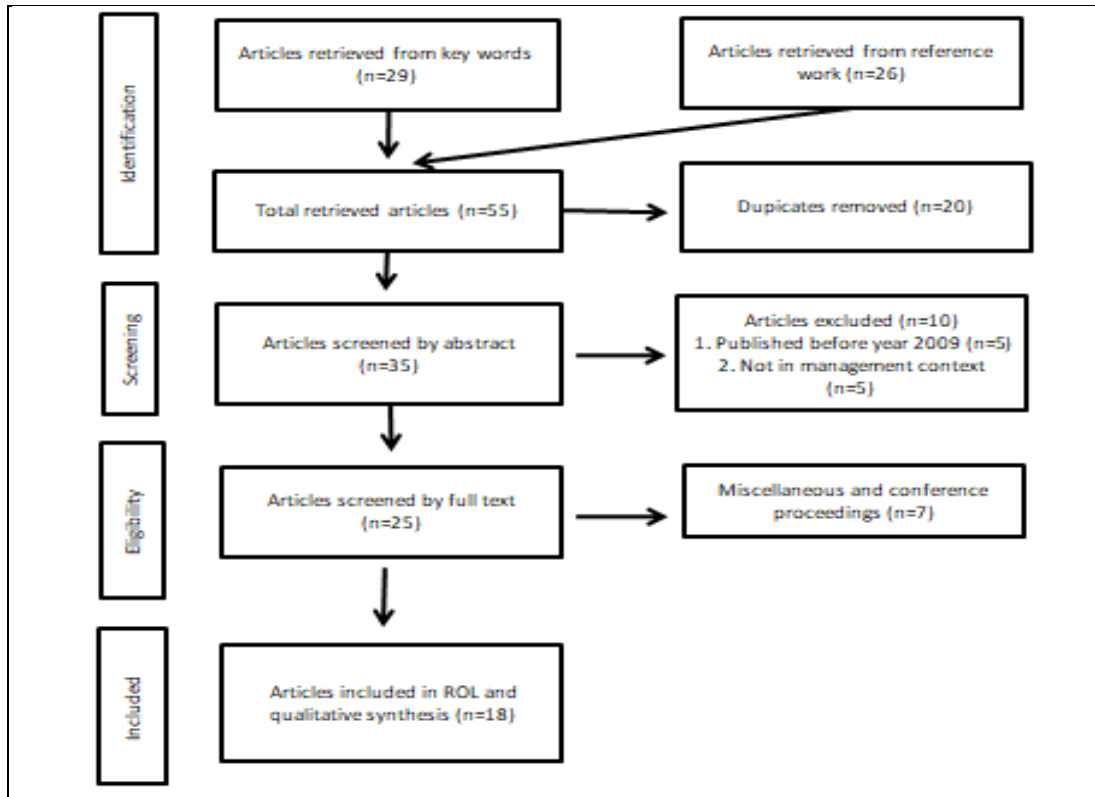 Identification
Articles retrieved from key words
(n=29)
Articles retrieved from reference
work (n=26)
Total retrieved articles (n=55)
Dupicates removed (n=20)
Screening
Articles screened by abstract
(n=35)
Articles excluded (n=10)
1. Published before year 2009 (n=5)
2. Not in management context
(n=5)
Eligibility
Articles screened by full text
(n=25)
Miscellaneous and conference
proceedings (n=7)
Included
Articles included in ROL and
qualitative synthesis (n=18)